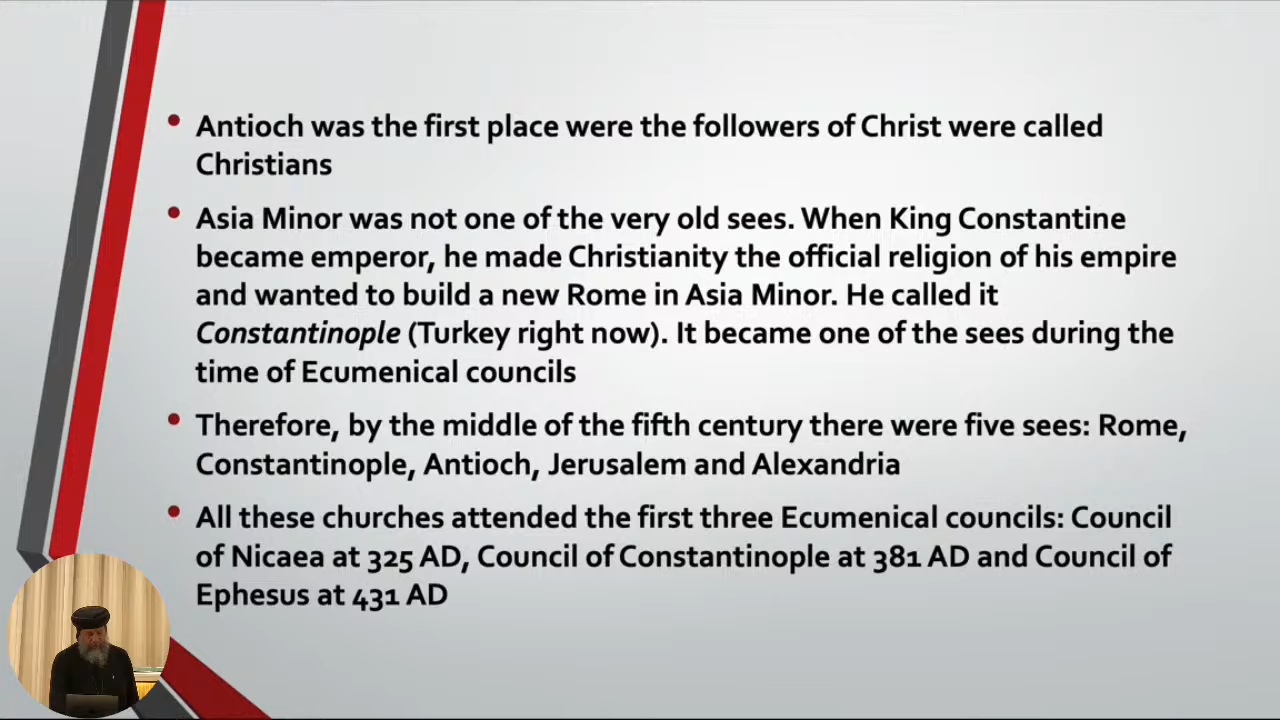 • Antioch was the first place were the followers of Christ were called
Christians
• Asia Minor was not one of the very old sees. When King Constantine
became emperor, he made Christianity the official religion of his empire
and wanted to build a new Rome in Asia Minor. He called it
Constantinople (Turkey right now). It became one of the sees during the
time of Ecumenical councils
• Therefore, by the middle of the fifth century there were five sees: Rome,
Constantinople, Antioch, Jerusalem and Alexandria
• All these churches attended the first three Ecumenical councils: Council
of Nicaea at 325 AD, Council of Constantinople at 381 AD and Council of
Ephesus at 431 AD